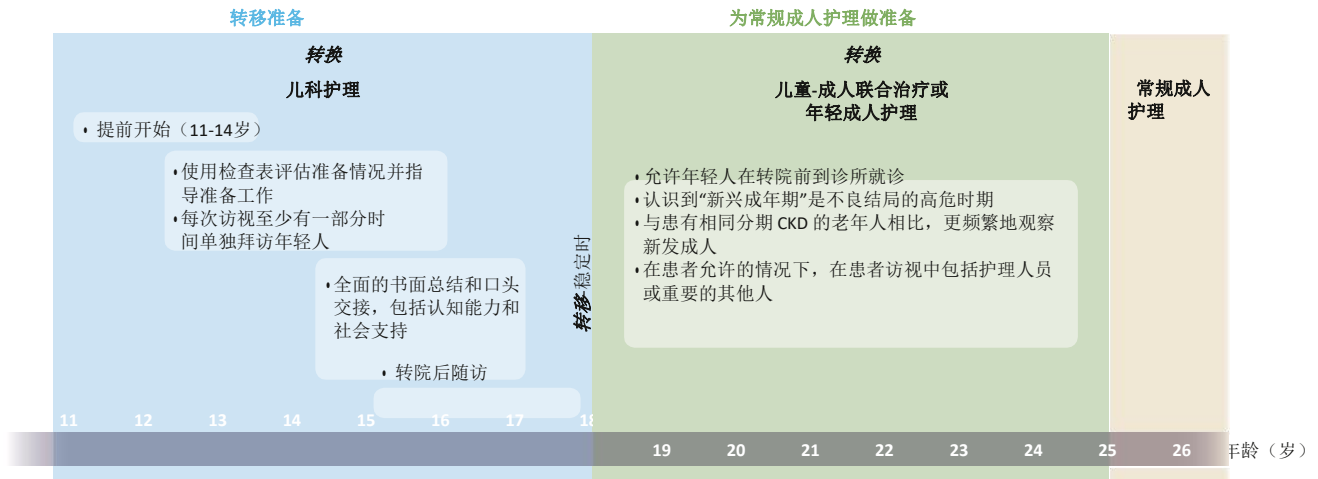 转移准备
为常规成人护理做准备
转换
儿科护理
• 提前开始（11-14岁）
•使用检查表评估准备情况并指
导准备工作
•每次访视至少有一部分时
间单独拜访年轻人
•全面的书面总结和口头
交接，包括认知能力和
社会支持
• 转院后随访
转移-稳定时
转换
儿童-成人联合治疗或
年轻成人护理
•允许年轻人在转院前到诊所就诊
•认识到“新兴成年期”是不良结局的高危时期
•与患有相同分期 CKD 的老年人相比，更频繁地观察
新发成人
•在患者允许的情况下，在患者访视中包括护理人员
或重要的其他人
常规成人
护理
11 12 13 14 15 16 17 18
19 20 21 22 23 24 25 26 年龄（岁）